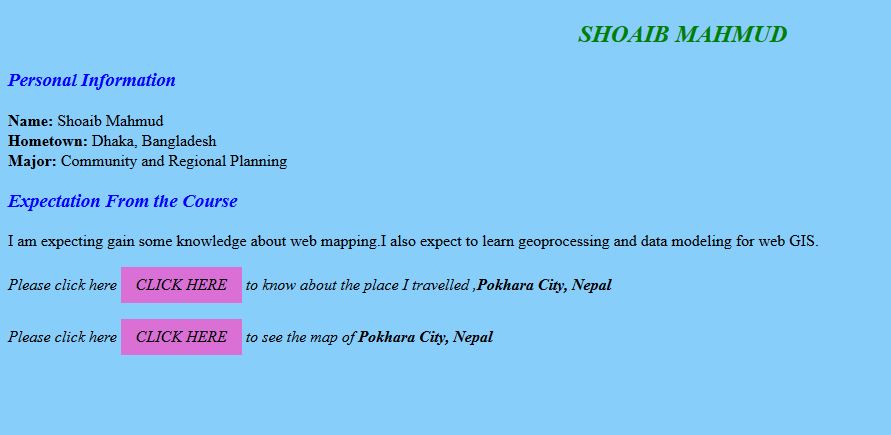 SHOAIB MAHMUD
Personal Information
Name: Shoaib Mahmud
Hometown: Dhaka, Bangladesh
Major: Community and Regional Planning
Expectation From the Course
I am expecting gain some knowledge about web mapping.I also expect to learn geoprocessing and data modeling for web GIS.
Please click here CLICK HERE to know about the place I travelled ,Pokhara City, Nepal
Please click here CLICK HERE to see the map of Pokhara City, Nepal